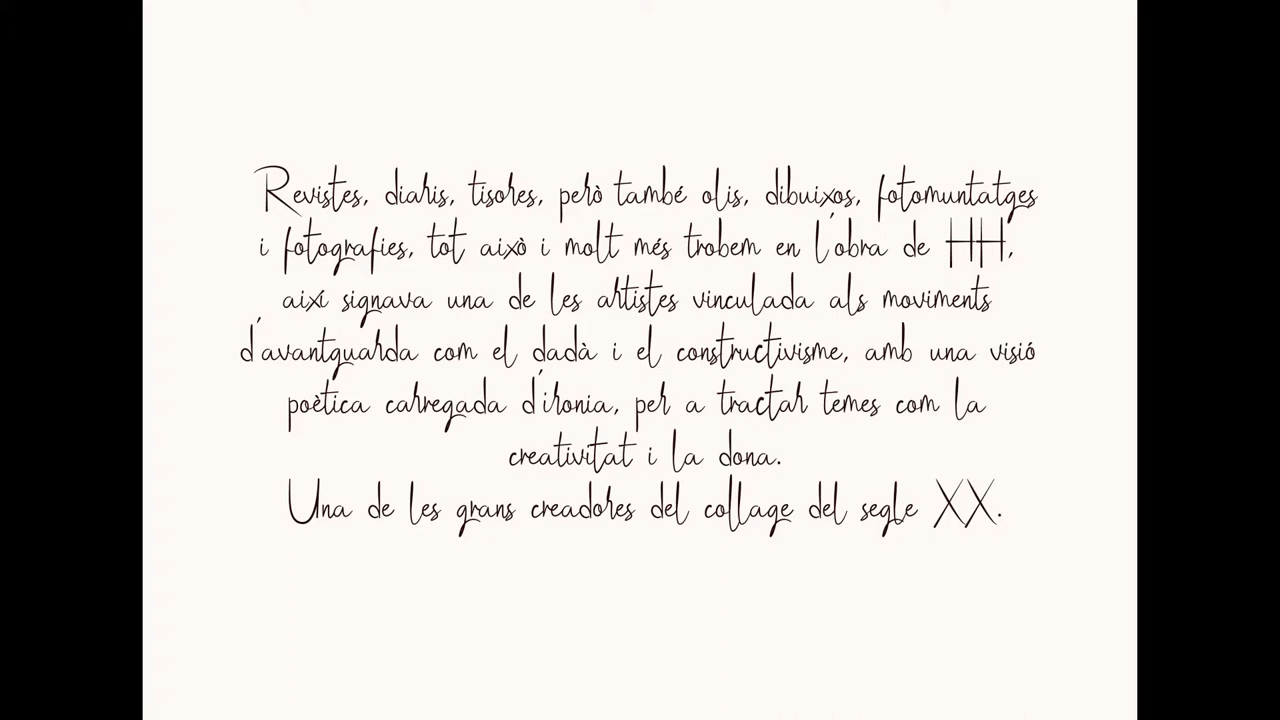 Revistes, diaris, tisores, però també olis, dibuixos, fotomuntatges
i fotografies, tot això i molt més trobem en l'obra de HH,
així signava una de les artistes vinculada als moviments
d'avantguarda com el dadà i el constructivisme, amb una visió
poètica carregada d'ironia, per a tractar temes com la
creativitat i la dona.
Una de les grans creadores del collage del segle XX.